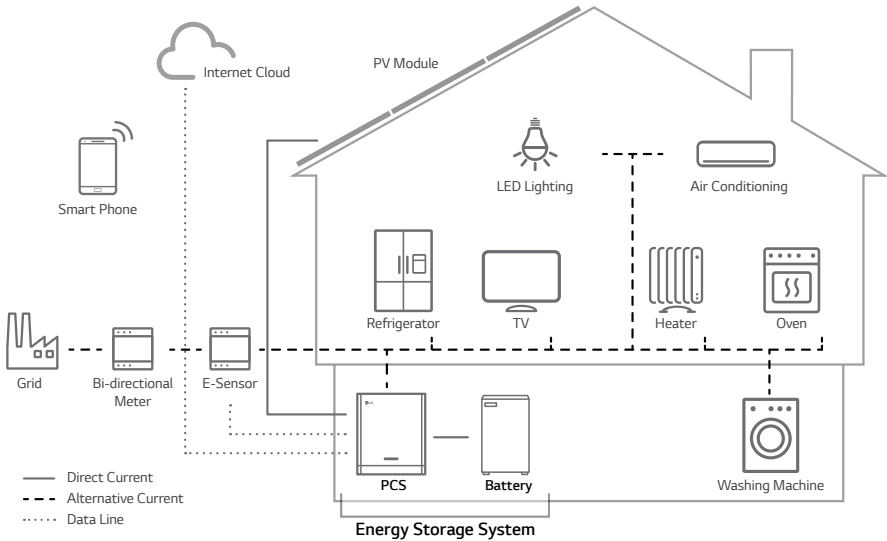 Internet Cloud
PV Module
LED Lighting
Air Conditioning
Smart Phone
Refrigerator
TV
Heater
Oven
Grid
Bi-directional
Meter
E-Sensor
LG
PCS
Battery
Washing Machine
Direct Current
Alternative Current
Data Line
Energy Storage System